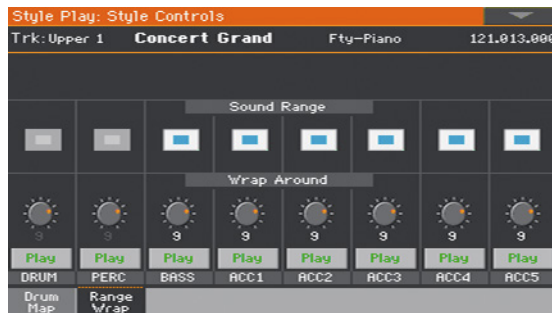 Style Play: Style Controls
Trk: Upper 1 Concert Grand Fty-Piano 121.013.000
Sound Range
Wrap Around
9 9 9 9 9 9 9 9
Play Play Play Play Play Play Play Play
DRUM PERC BASS ACC1 ACC2 ACC3 ACC4 ACC5
Drum Map Range Wrap